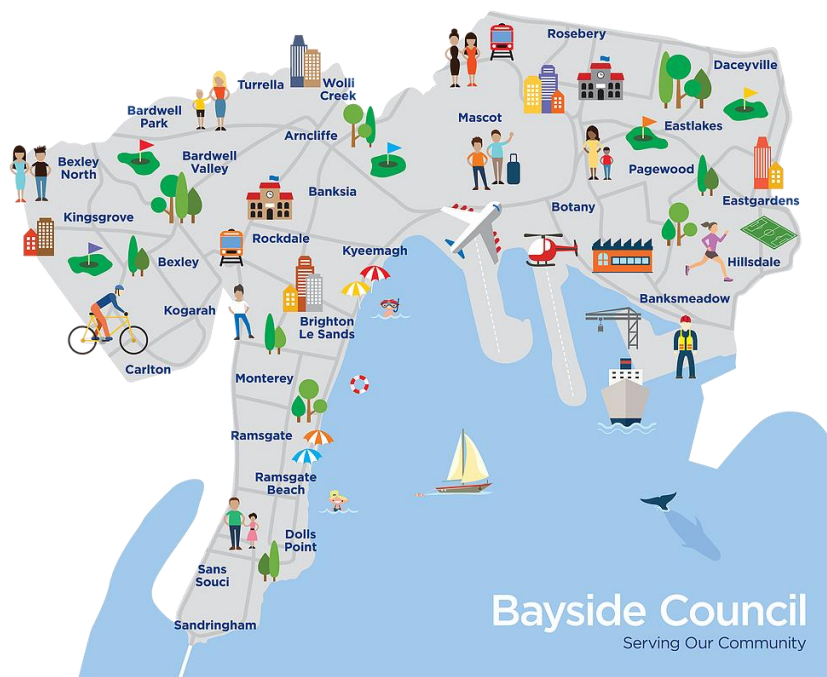 Rosebery
Daceyville
Turrella
Wolli
Creek
Bardwell
Park
Mascot
Eastlakes
Arncliffe
Bexley
North
Bardwell
Valley
Pagewood
Banksia
Eastgardens
Kingsgrove
Botany
Rockdale
Kyeemagh
Bexley
Hillsdale
Kogarah
Banksmeadow
Brighton
Le Sands
Carlton
Monterey
Ramsgate
Ramsgate
Beach
Dolls
Point
Sans
Souci
Sandringham
Bayside Council
Serving Our Community